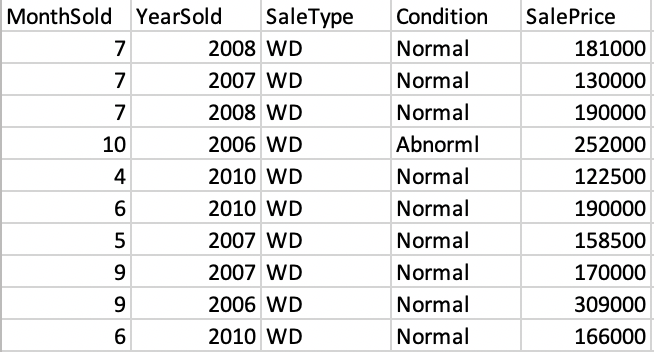 MonthSold YearSold SaleType Condition SalePrice
7 2008 WD Normal 181000
7 2007 WD Normal 130000
7 2008 WD Normal 190000
10 2006 WD Abnorml 252000
4 2010 WD Normal 122500
6 2010 WD Normal 190000
5 2007 WD Normal 158500
9 2007 WD Normal 170000
9 2006 WD Normal 309000
6 2010 WD Normal 166000